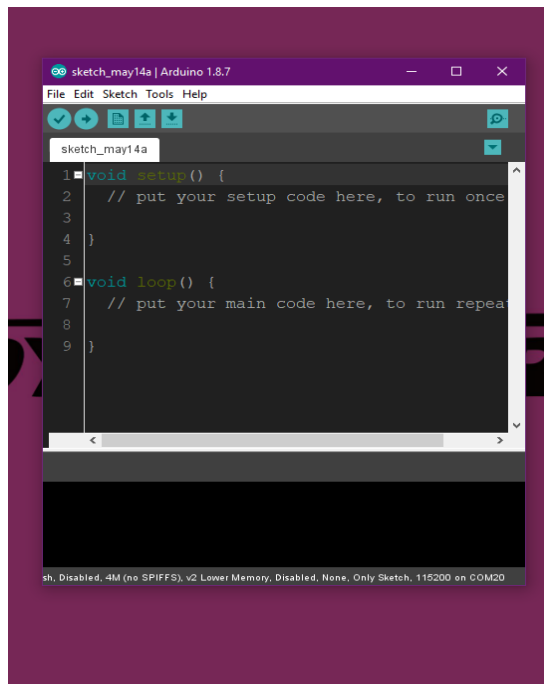 sketch_may14a | Arduino 1.8.7
File Edit Sketch Tools Help
sketch_may14a
1 void setup() {
2 // put your setup code here, to run once
3
4 }
5
6 void loop() {
7 // put your main code here, to run repea
8
9 }
sh, Disabled, 4M (no SPIFFS), v2 Lower Memory, Disabled, None, Only Sketch, 115200 on COM20